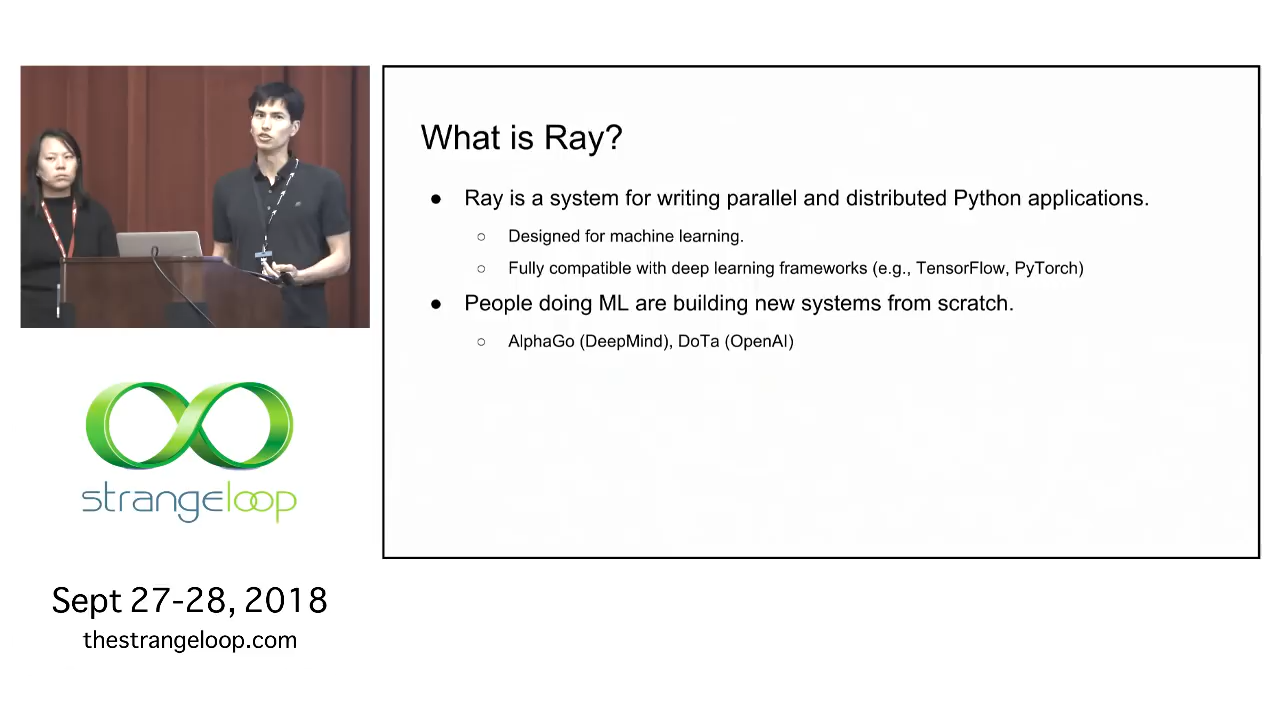 What is Ray?
● Ray is a system for writing parallel and distributed Python applications.
○ Designed for machine learning.
○ Fully compatible with deep learning frameworks (e.g., TensorFlow, PyTorch)
● People doing ML are building new systems from scratch.
○ AlphaGo (DeepMind), DoTa (OpenAI)
strangeloop
Sept 27-28, 2018
thestrangeloop.com